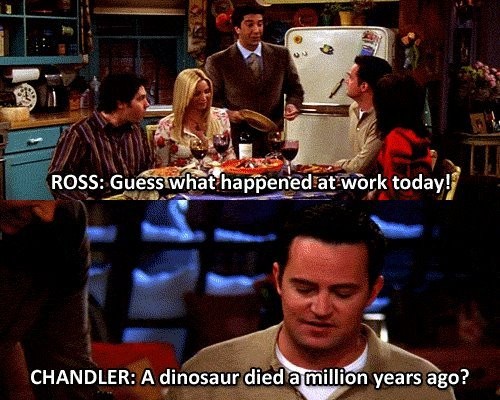 ROSS: Guess what happened at work today!
CHANDLER: A dinosaur died a million years ago?